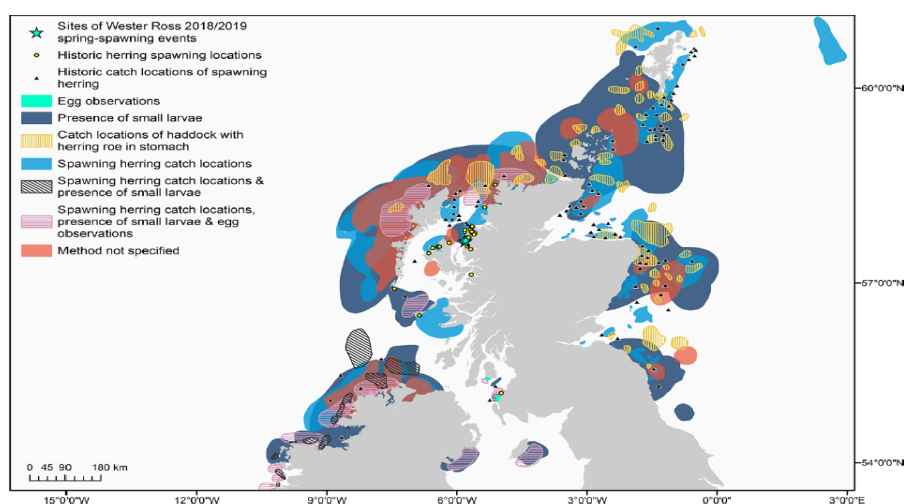 Sites of Wester Ross 2018/2019
spring-spawning events
Historic herring spawning locations
Historic catch locations of spawning
herring
Egg observations
Presence of small larvae
Catch locations of haddock with
herring roe in stomach
Spawning herring catch locations
Spawning herring catch locations &
presence of small larvae
Spawning herring catch locations,
presence of small larvae & egg
observations
Method not specified
60°0'0"N
57°0'0"N
54°0'0"N
0 45 90 180 km
15°0'0"W
12°0'0"W
9°0'0"W
6°0'0"W
3°0'0"W
0°0'0"
3°0'0"E